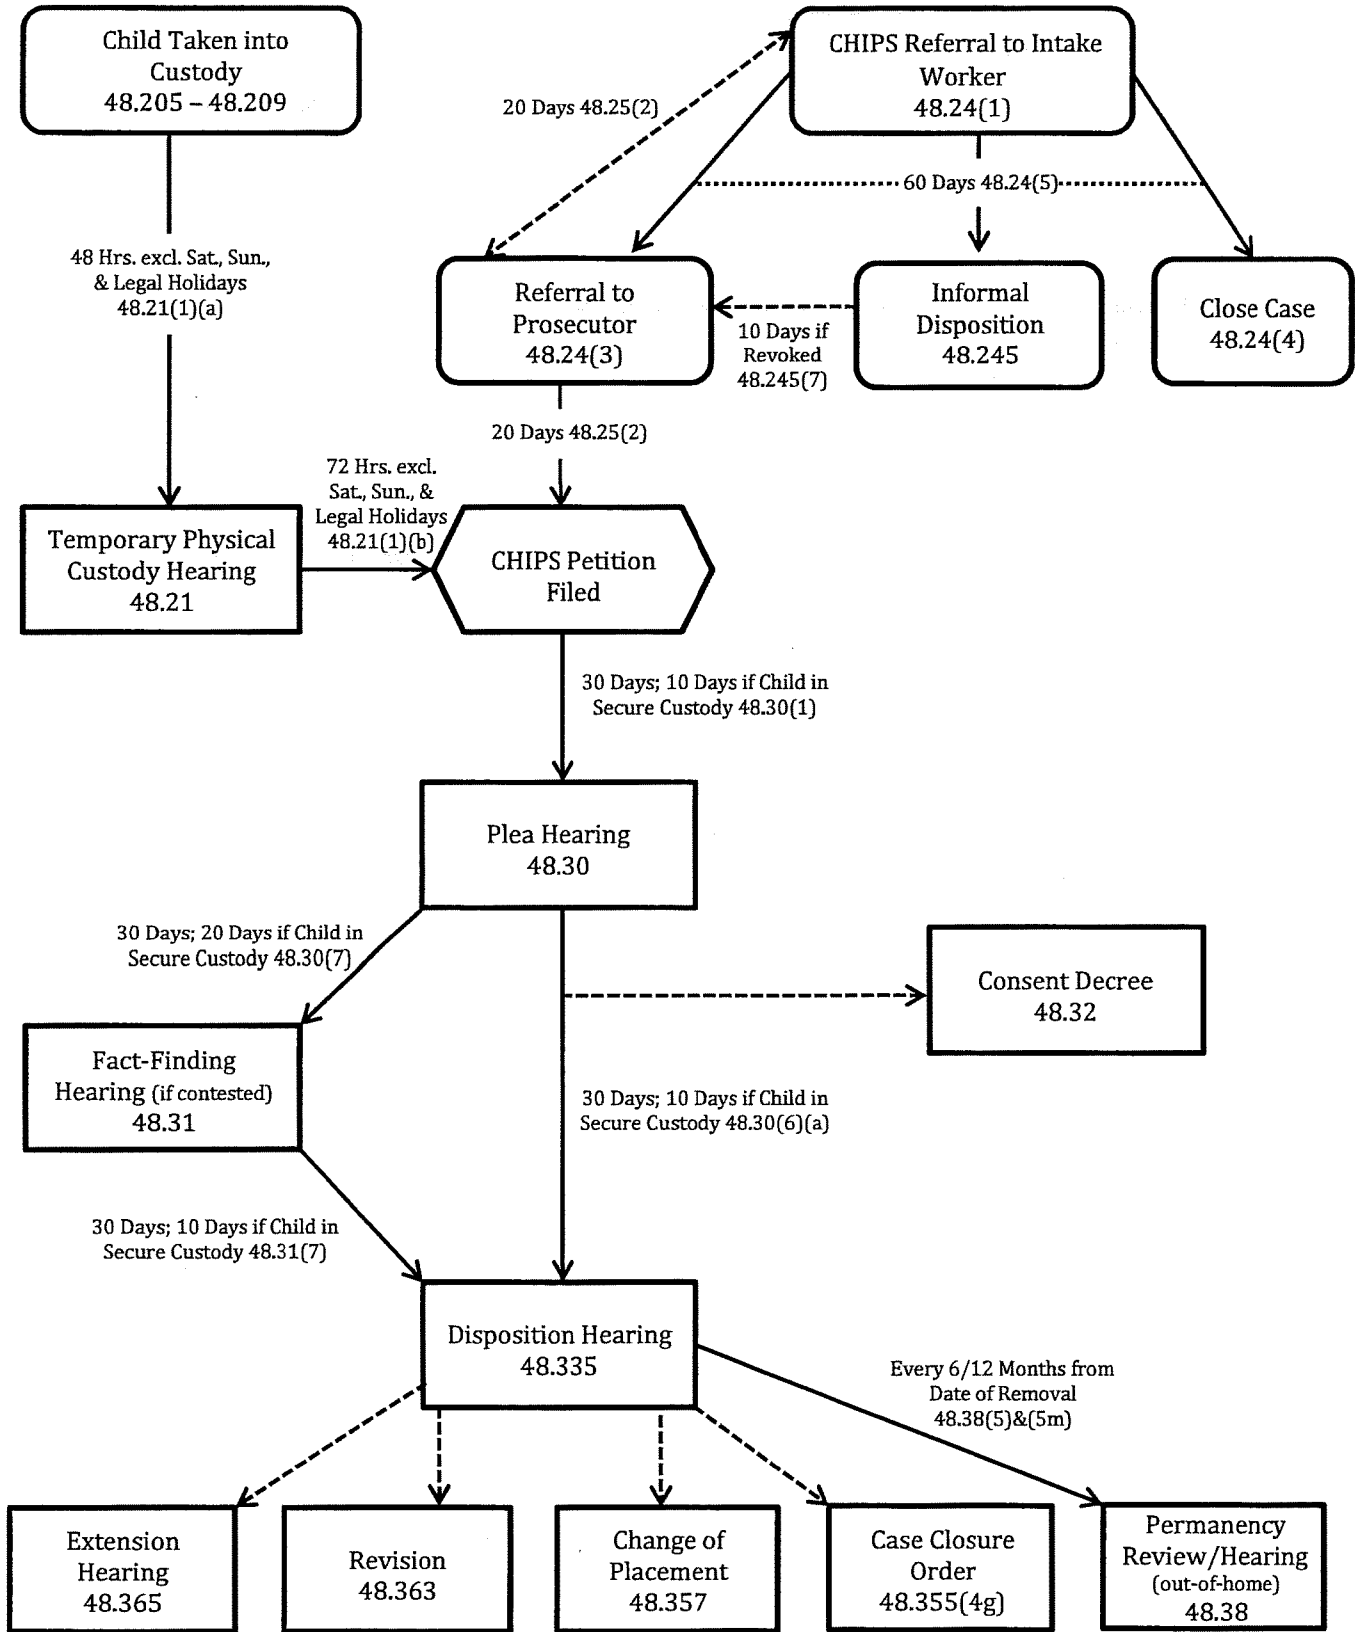 Child Taken into
Custody
48.205 – 48.209
CHIPS Referral to Intake
Worker
48.24(1)
20 Days 48.25(2)
60 Days 48.24(5)
48 Hrs. excl. Sat., Sun.,
& Legal Holidays
48.21(1)(a)
Referral to
Prosecutor
48.24(3)
10 Days if
Revoked
48.245(7)
Informal
Disposition
48.245
Close Case
48.24(4)
20 Days 48.25(2)
72 Hrs. excl.
Sat., Sun., &
Legal Holidays
48.21(1)(b)
Temporary Physical
Custody Hearing
48.21
CHIPS Petition
Filed
30 Days; 10 Days if Child in
Secure Custody 48.30(1)
Plea Hearing
48.30
30 Days; 20 Days if Child in
Secure Custody 48.30(7)
Consent Decree
48.32
Fact-Finding
Hearing (if contested)
48.31
30 Days; 10 Days if Child in
Secure Custody 48.30(6)(a)
30 Days; 10 Days if Child in
Secure Custody 48.31(7)
Disposition Hearing
48.335
Every 6/12 Months from
Date of Removal
48.38(5)&(5m)
Extension
Hearing
48.365
Revision
48.363
Change of
Placement
48.357
Case Closure
Order
48.355(4g)
Permanency
Review/Hearing
(out-of-home)
48.38